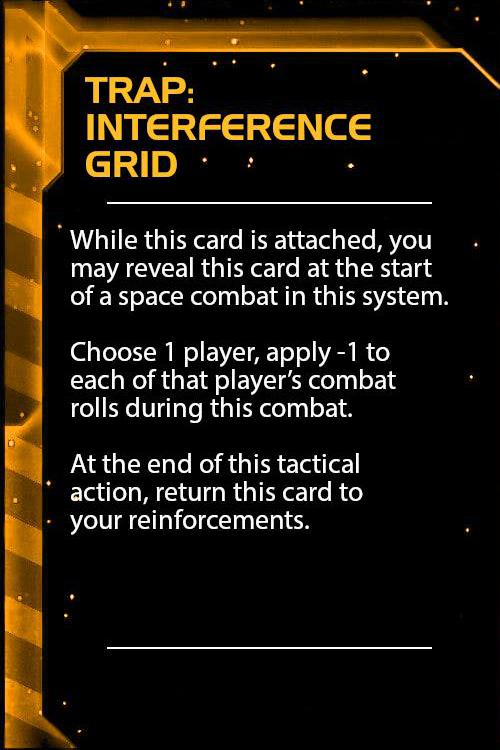 TRAP:
INTERFERENCE
GRID
While this card is attached, you
may reveal this card at the start
of a space combat in this system.
Choose 1 player, apply -1 to
each of that player’s combat
rolls during this combat.
At the end of this tactical
action, return this card to
your reinforcements.